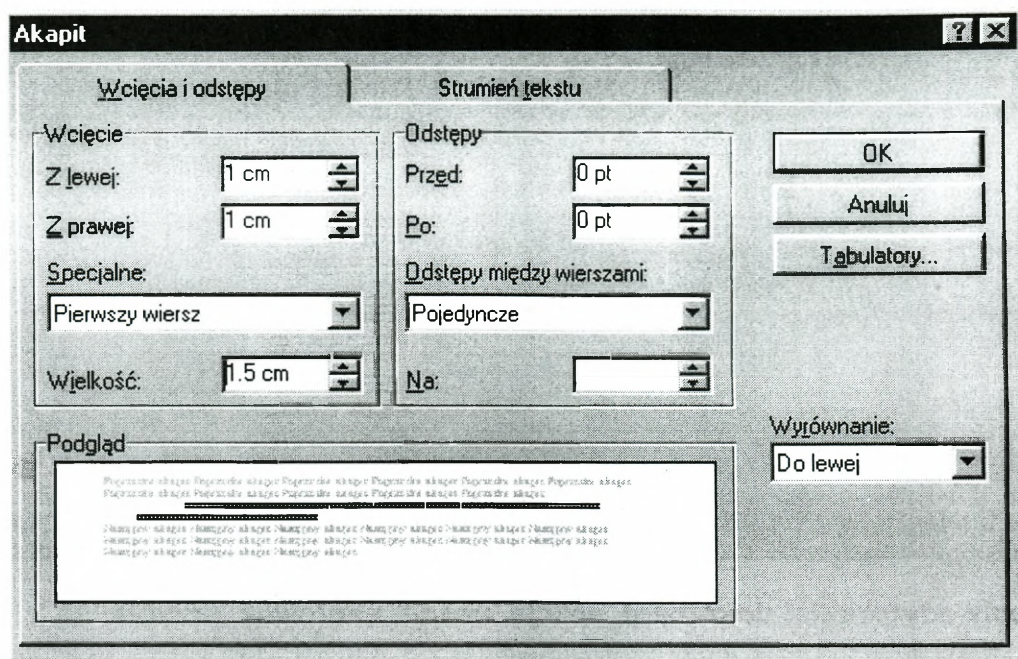 Akapit
Wcięcia i odstępy
Strumień tekstu
Wcięcie
Z lewej: 1 cm
Z prawej: 1 cm
Specjalne:
Pierwszy wiersz
Wielkość: 1.5 cm
Odstępy
Przed: 0 pt
Po: 0 pt
Odstępy między wierszami:
Pojedyncze
Na:
OK
Anuluj
Tabulatory...
Wyrównanie:
Do lewej
Podgląd